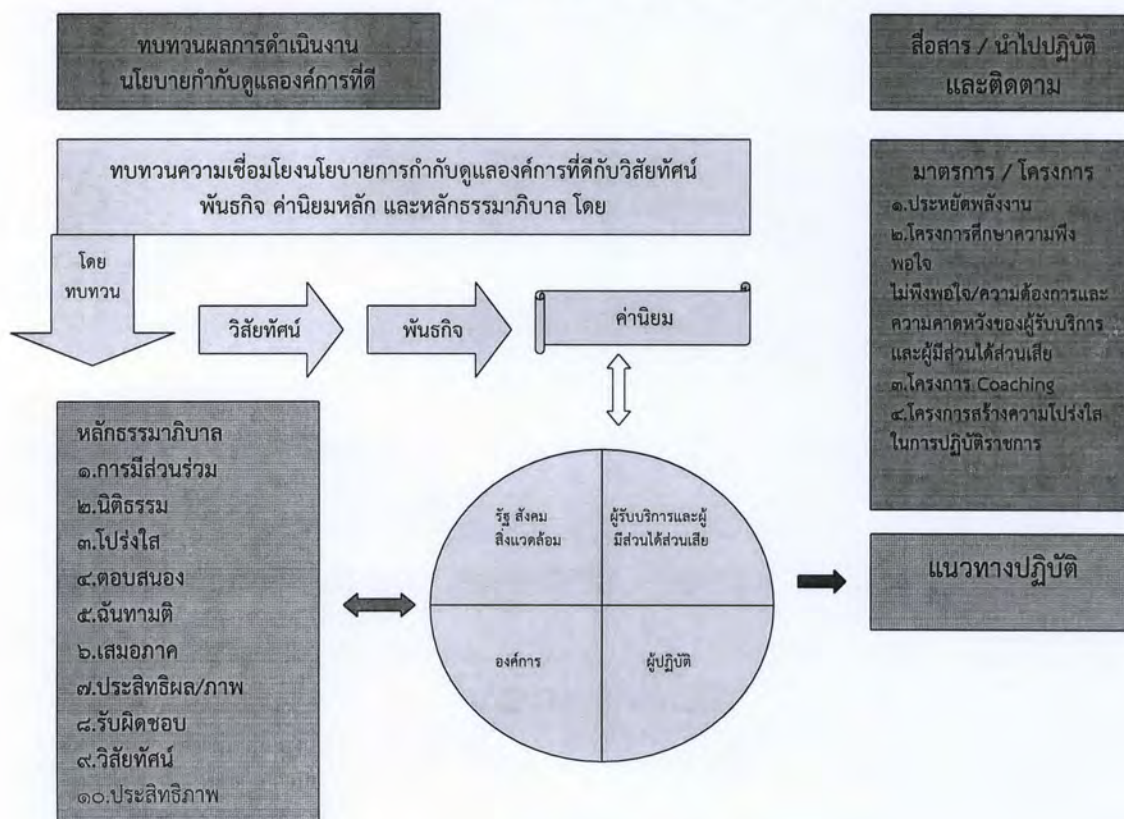 ทบทวนผลการดำเนินงาน
นโยบายกำกับดูแลองค์การที่ดี
สื่อสาร / นำไปปฏิบัติ
และติดตาม
ทบทวนความเชื่อมโยงนโยบายการกำกับดูแลองค์การที่ดีกับวิสัยทัศน์
พันธกิจ ค่านิยมหลัก และหลักธรรมาภิบาล โดย
โดย
ทบทวน
วิสัยทัศน์
พันธกิจ
ค่านิยม
มาตรการ / โครงการ
๑.ประหยัดพลังงาน
๒.โครงการศึกษาความพึง
พอใจ
ไม่พึงพอใจ/ความต้องการและ
ความคาดหวังของผู้รับบริการ
และผู้มีส่วนได้ส่วนเสีย
๓.โครงการ Coaching
๔.โครงการสร้างความโปร่งใส
ในการปฏิบัติราชการ
หลักธรรมาภิบาล
๑.การมีส่วนร่วม
๒.นิติธรรม
๓.โปร่งใส
๔.ตอบสนอง
๕.ฉันทามติ
๖.เสมอภาค
๗.ประสิทธิผล/ภาพ
๘.รับผิดชอบ
๙.วิสัยทัศน์
๑๐.ประสิทธิภาพ
รัฐ สังคม
สิ่งแวดล้อม
ผู้รับบริการและผู้
มีส่วนได้ส่วนเสีย
องค์การ
ผู้ปฏิบัติ
แนวทางปฏิบัติ